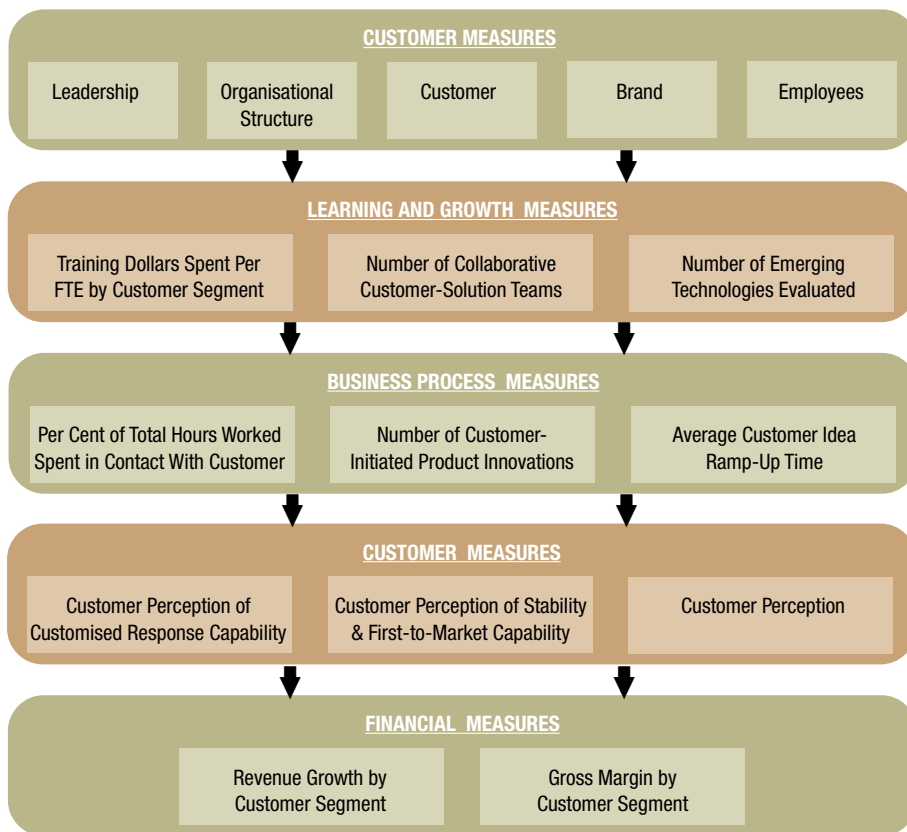 CUSTOMER MEASURES
Leadership
Organisational
Structure
Customer
Brand
Employees
LEARNING AND GROWTH MEASURES
Training Dollars Spent Per
FTE by Customer Segment
Number of Collaborative
Customer-Solution Teams
Number of Emerging
Technologies Evaluated
BUSINESS PROCESS MEASURES
Per Cent of Total Hours Worked
Spent in Contact With Customer
Number of Customer-
Initiated Product Innovations
Average Customer Idea
Ramp-Up Time
CUSTOMER MEASURES
Customer Perception of
Customised Response Capability
Customer Perception of Stability
& First-to-Market Capability
Customer Perception
FINANCIAL MEASURES
Revenue Growth by
Customer Segment
Gross Margin by
Customer Segment